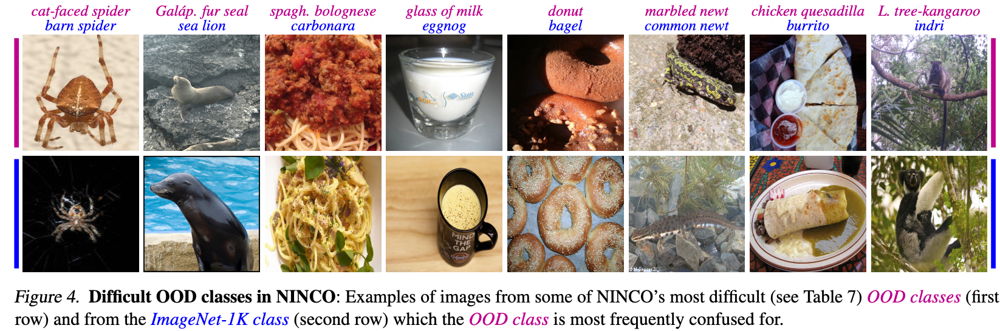 cat-faced spider Galáp. fur seal spagh. bolognese glass of milk donut marbled newt chicken quesadilla L. tree-kangaroo
barn spider sea lion carbonara eggnog bagel common newt burrito indri
Sun
MIND
THE
GAP
Figure 4. Difficult OOD classes in NINCO: Examples of images from some of NINCO's most difficult (see Table 7) OOD classes (first
row) and from the ImageNet-1K class (second row) which the OOD class is most frequently confused for.